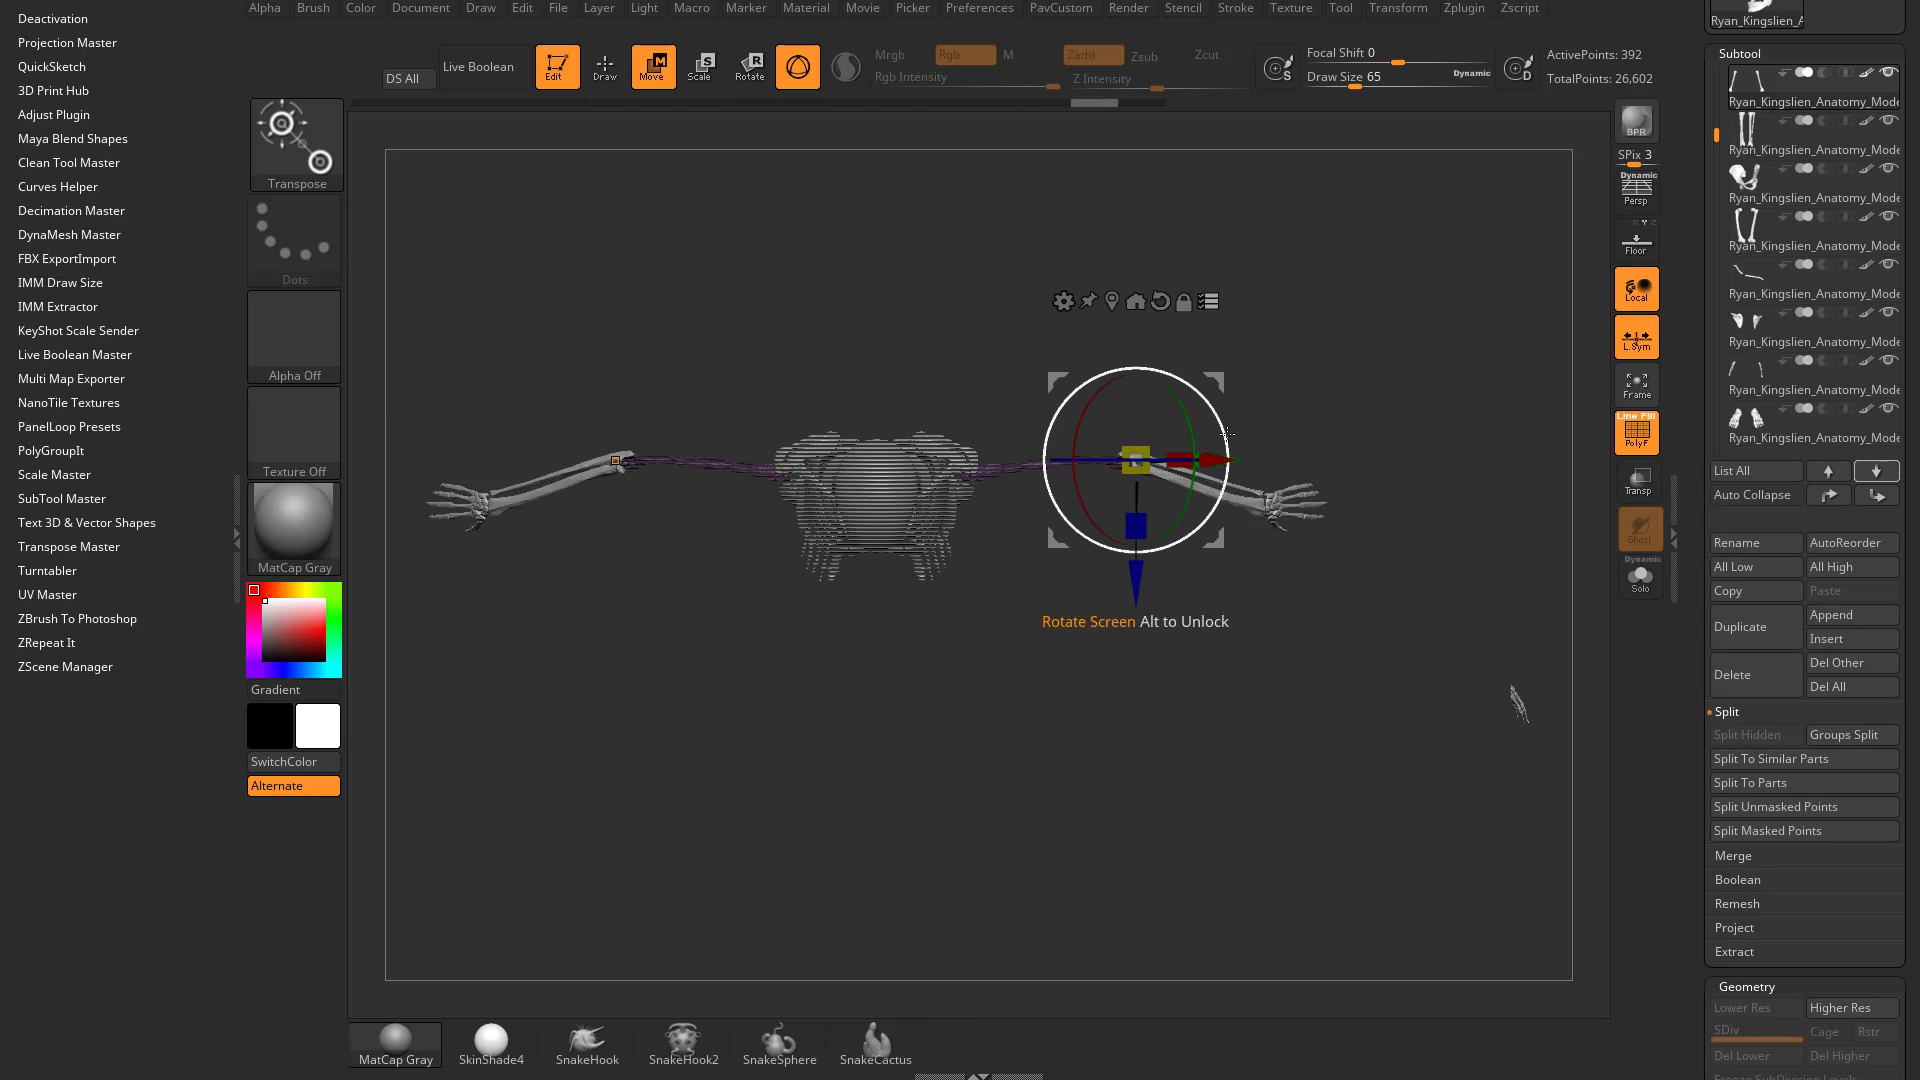 Deactivation
Projection Master
QuickSketch
3D Print Hub
Adjust Plugin
Maya Blend Shapes
Clean Tool Master
Curves Helper
Decimation Master
DynaMesh Master
FBX ExportImport
IMM Draw Size
IMM Extractor
KeyShot Scale Sender
Live Boolean Master
Multi Map Exporter
NanoTile Textures
PanelLoop Presets
PolyGroupIt
Scale Master
SubTool Master
Text 3D & Vector Shapes
Transpose Master
Turntabler
UV Master
ZBrush To Photoshop
ZRepeat It
ZScene Manager
Alpha Brush Color Document Draw Edit File Layer Light Macro Marker Material Movie Picker Preferences PavCustom Render Stencil Stroke Texture Tool Transform Zplugin Zscript
DS All
Live Boolean
Edit
Draw
Move
Scale
Rotate
Mrgb Rgb M
Rgb Intensity
Zadd Zsub Zcut
Z Intensity
Focal Shift 0
Draw Size 65
Dynamic
ActivePoints: 392
TotalPoints: 26,602
Transpose
Dots
Alpha Off
Texture Off
MatCap Gray
Gradient
SwitchColor
Alternate
Rotate Screen Alt to Unlock
MatCap Gray
SkinShade4
SnakeHook
SnakeHook2
SnakeSphere
SnakeCactus
BPR
SPix 3
Dynamic
Persp
Floor
Local
L.Sym
Frame
Line Fill
PolyF
Transp
Ghost
Dynamic
Solo
Ryan_Kingslien_A
Subtool
Ryan_Kingslien_Anatomy_Mode
Ryan_Kingslien_Anatomy_Mode
Ryan_Kingslien_Anatomy_Mode
Ryan_Kingslien_Anatomy_Mode
Ryan_Kingslien_Anatomy_Mode
Ryan_Kingslien_Anatomy_Mode
Ryan_Kingslien_Anatomy_Mode
Ryan_Kingslien_Anatomy_Mode
List All
Auto Collapse
Rename AutoReorder
All Low All High
Copy Paste
Duplicate Append
Insert
Delete Del Other
Del All
Split
Split Hidden Groups Split
Split To Similar Parts
Split To Parts
Split Unmasked Points
Split Masked Points
Merge
Boolean
Remesh
Project
Extract
Geometry
Lower Res Higher Res
SDiv Cage Rstr
Del Lower Del Higher